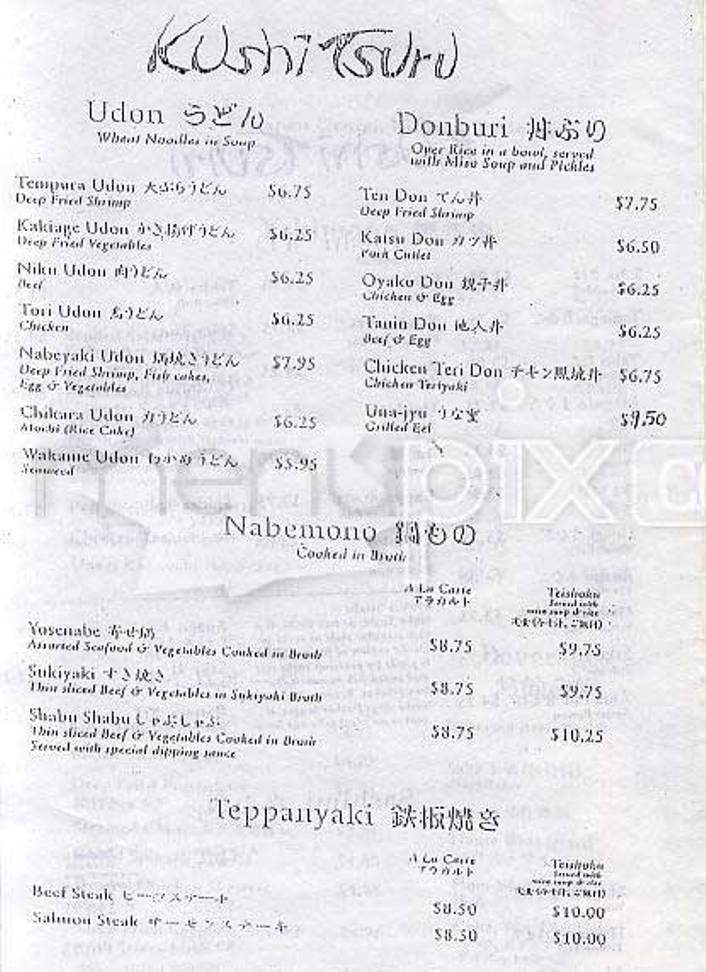 Kushi Tsuru
Udon うどん
Wheat Noodles in Soup
Tempura Udon 天ぷらうどん $6.75
Deep Fried Shrimp
Kakiage Udon かき揚げうどん $6.25
Deep Fried Vegetables
Niku Udon 肉うどん $6.25
Beef
Tori Udon 鳥うどん $6.25
Chicken
Nabeyaki Udon 鍋焼きうどん $7.95
Deep Fried Shrimp, Fish cakes,
Egg & Vegetables
Chikara Udon 力うどん $6.25
Mochi (Rice Cake)
Wakame Udon わかめうどん $5.95
Seaweed
Donburi 丼ぶり
Over Rice in a bowl, served
with Miso Soup and Pickles
Ten Don てん丼 $7.75
Deep Fried Shrimp
Katsu Don カツ丼 $6.50
Pork Cutlet
Oyako Don 親子丼 $6.25
Chicken & Egg
Tanin Don 他人丼 $6.25
Beef & Egg
Chicken Teri Don チキン照焼丼 $6.75
Chicken Teriyaki
Una-jyu うな重 $9.50
Grilled Eel
menupix.c
Nabemono 鍋もの
Cooked in Broth
A La Carte
アラカルト
Teishoku
Served with
miso soup & rice
Yosenabe 寄せ鍋 $8.75 $9.75
Assorted Seafood & Vegetables Cooked in Broth
Sukiyaki すき焼き $8.75 $9.75
Thin sliced Beef & Vegetables in Sukiyaki Broth
Shabu Shabu しゃぶしゃぶ $8.75 $10.25
Thin sliced Beef & Vegetables Cooked in Broth
Served with special dipping sauce
Teppanyaki 鉄板焼き
A La Carte
アラカルト
Teishoku
Served with
miso soup & rice
Beef Steak ビーフステーキ $8.50 $10.00
Salmon Steak サーモンステーキ $8.50 $10.00